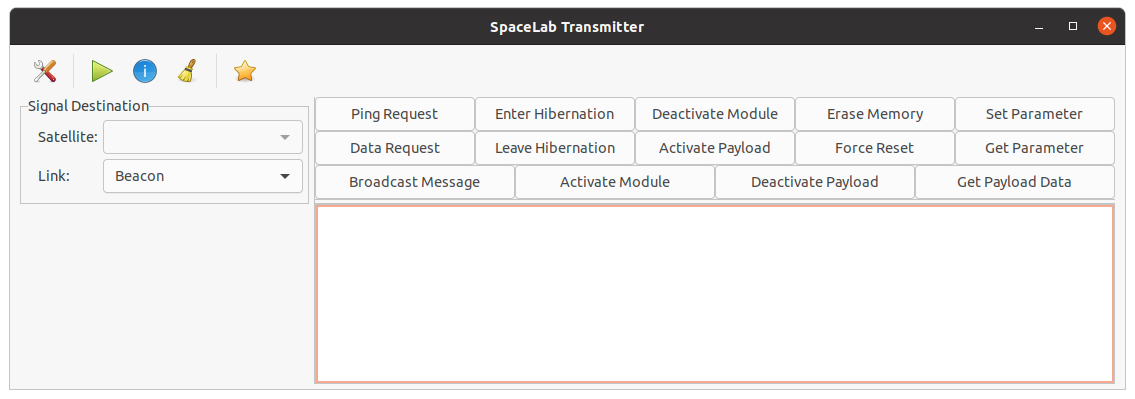 SpaceLab Transmitter
Signal Destination
Satellite:
Link: Beacon
Ping Request Enter Hibernation Deactivate Module Erase Memory Set Parameter
Data Request Leave Hibernation Activate Payload Force Reset Get Parameter
Broadcast Message Activate Module Deactivate Payload Get Payload Data